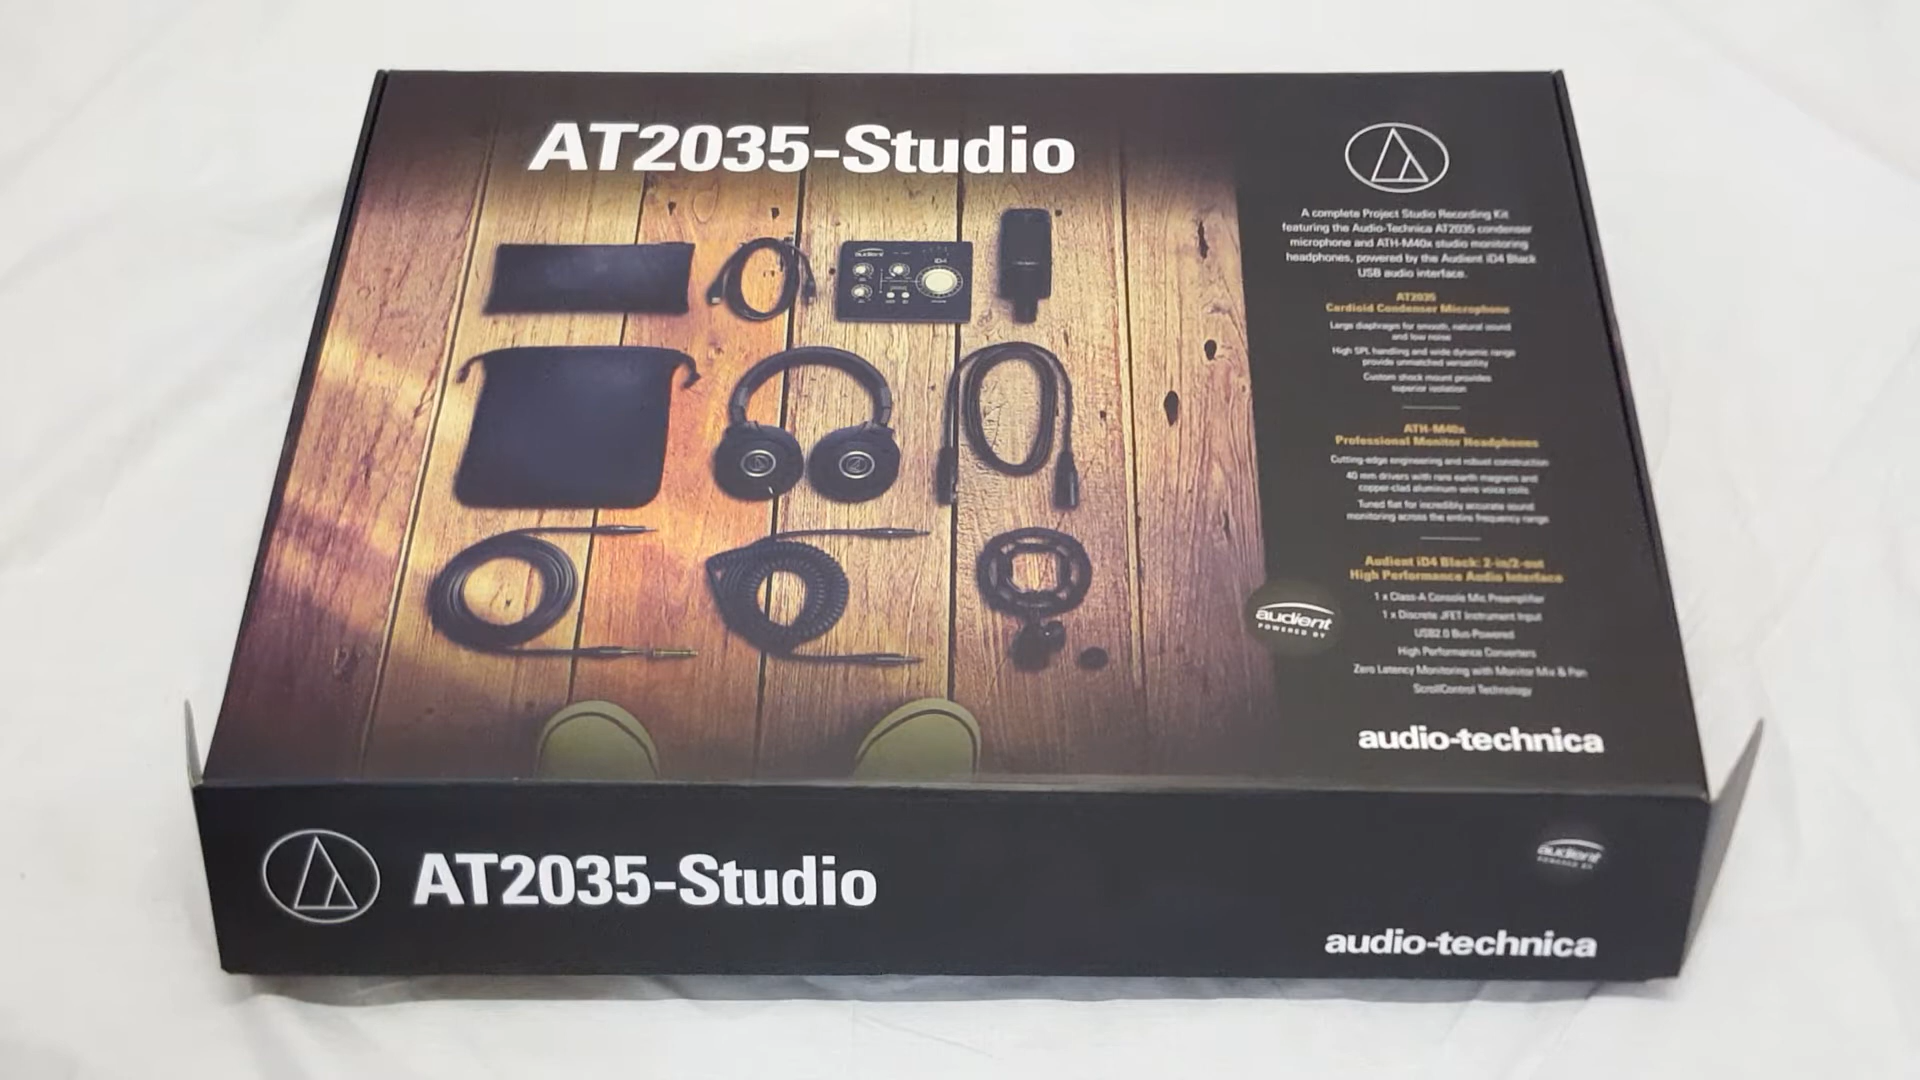 AT2035-Studio
A complete Project Studio Recording Kit
featuring the Audio-Technica AT2035 condenser
microphone and ATH-M40x studio monitoring
headphones, powered by the Audient iD4 Black
USB audio interface.
AT2035
Cardioid Condenser Microphone
Large diaphragm for smooth, natural sound
and low noise
High SPL handling and wide dynamic range
provide unmatched versatility
Custom shock mount provides
superior isolation
ATH-M40x
Professional Monitor Headphones
Cutting-edge engineering and robust construction
40 mm drivers with rare earth magnets and
copper-clad aluminum wire voice coils
Tuned flat for incredibly accurate sound
monitoring across the entire frequency range
Audient iD4 Black: 2-in/2-out
High Performance Audio Interface
1 x Class-A Console Mic Preamplifier
1 x Discrete JFET Instrument Input
USB2.0 Bus-Powered
High Performance Converters
Zero Latency Monitoring with Monitor Mix & Pan
ScrollControl Technology
audient
iD4
audient
POWERED BY
audio-technica
AT2035-Studio
audient
POWERED BY
audio-technica